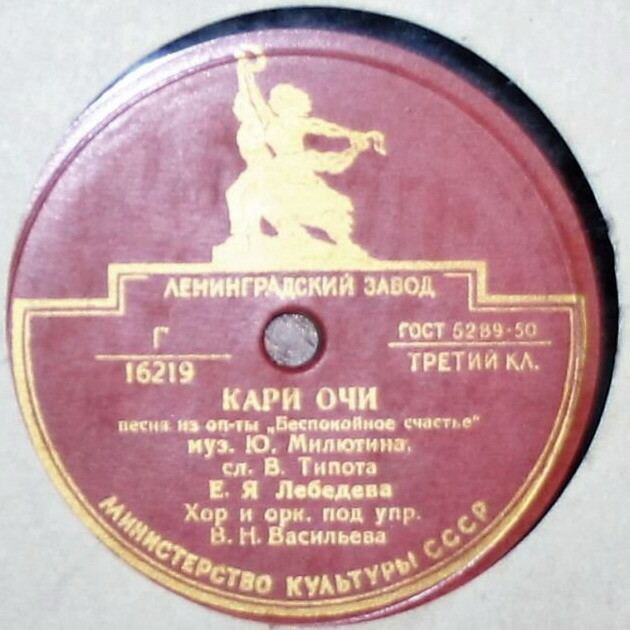 ЛЕНИНГРАДСКИЙ ЗАВОД
Г
16219
ГОСТ 5289-50
ТРЕТИЙ КЛ.
КАРИ ОЧИ
песня из оп-ты „Беспокойное счастье"
муз. Ю. Милютина,
сл. В. Типота
Е. Я Лебедева
Хор и орк. под упр.
В. Н. Васильева
МИНИСТЕРСТВО КУЛЬТУРЫ СССР